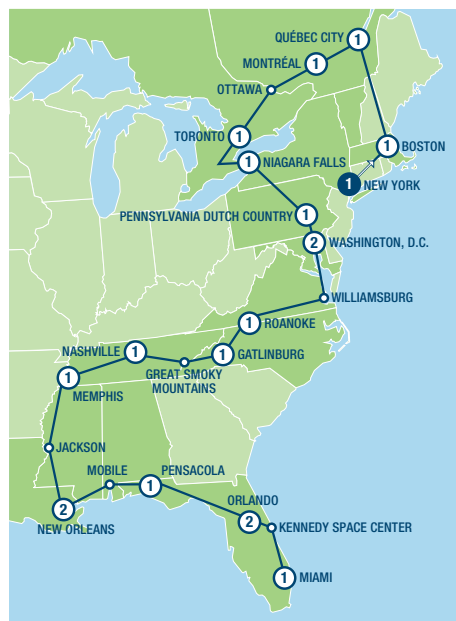 QUÉBEC CITY
1
MONTRÉAL
1
OTTAWA
TORONTO
1
1
BOSTON
1
NIAGARA FALLS
1
NEW YORK
PENNSYLVANIA DUTCH COUNTRY
1
2
WASHINGTON, D.C.
WILLIAMSBURG
1
ROANOKE
NASHVILLE
1
1
GATLINBURG
GREAT SMOKY
MOUNTAINS
1
MEMPHIS
JACKSON
MOBILE
PENSACOLA
1
2
NEW ORLEANS
ORLANDO
2
KENNEDY SPACE CENTER
1
MIAMI